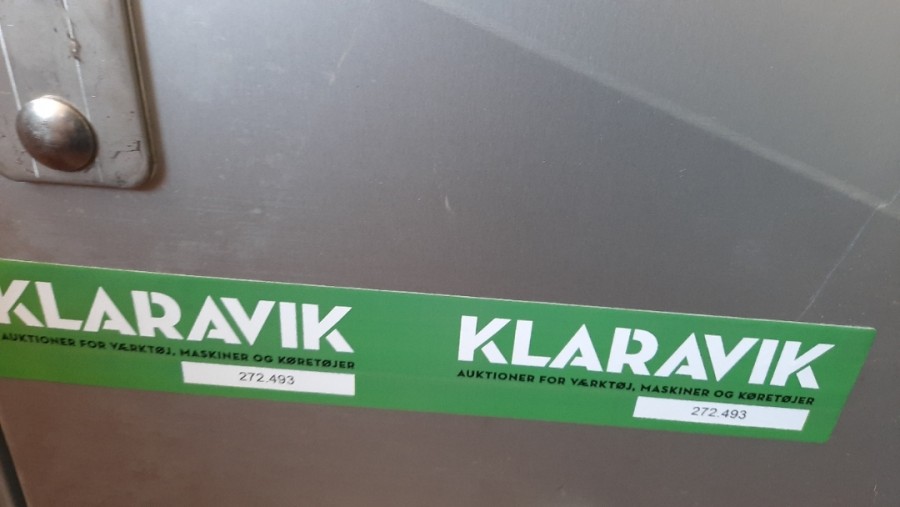 KLARAVIK
AUKTIONER FOR VÆRKTØJ, MASKINER OG KØRETØJER
272.493
KLARAVIK
AUKTIONER FOR VÆRKTØJ, MASKINER OG KØRETØJER
272.493